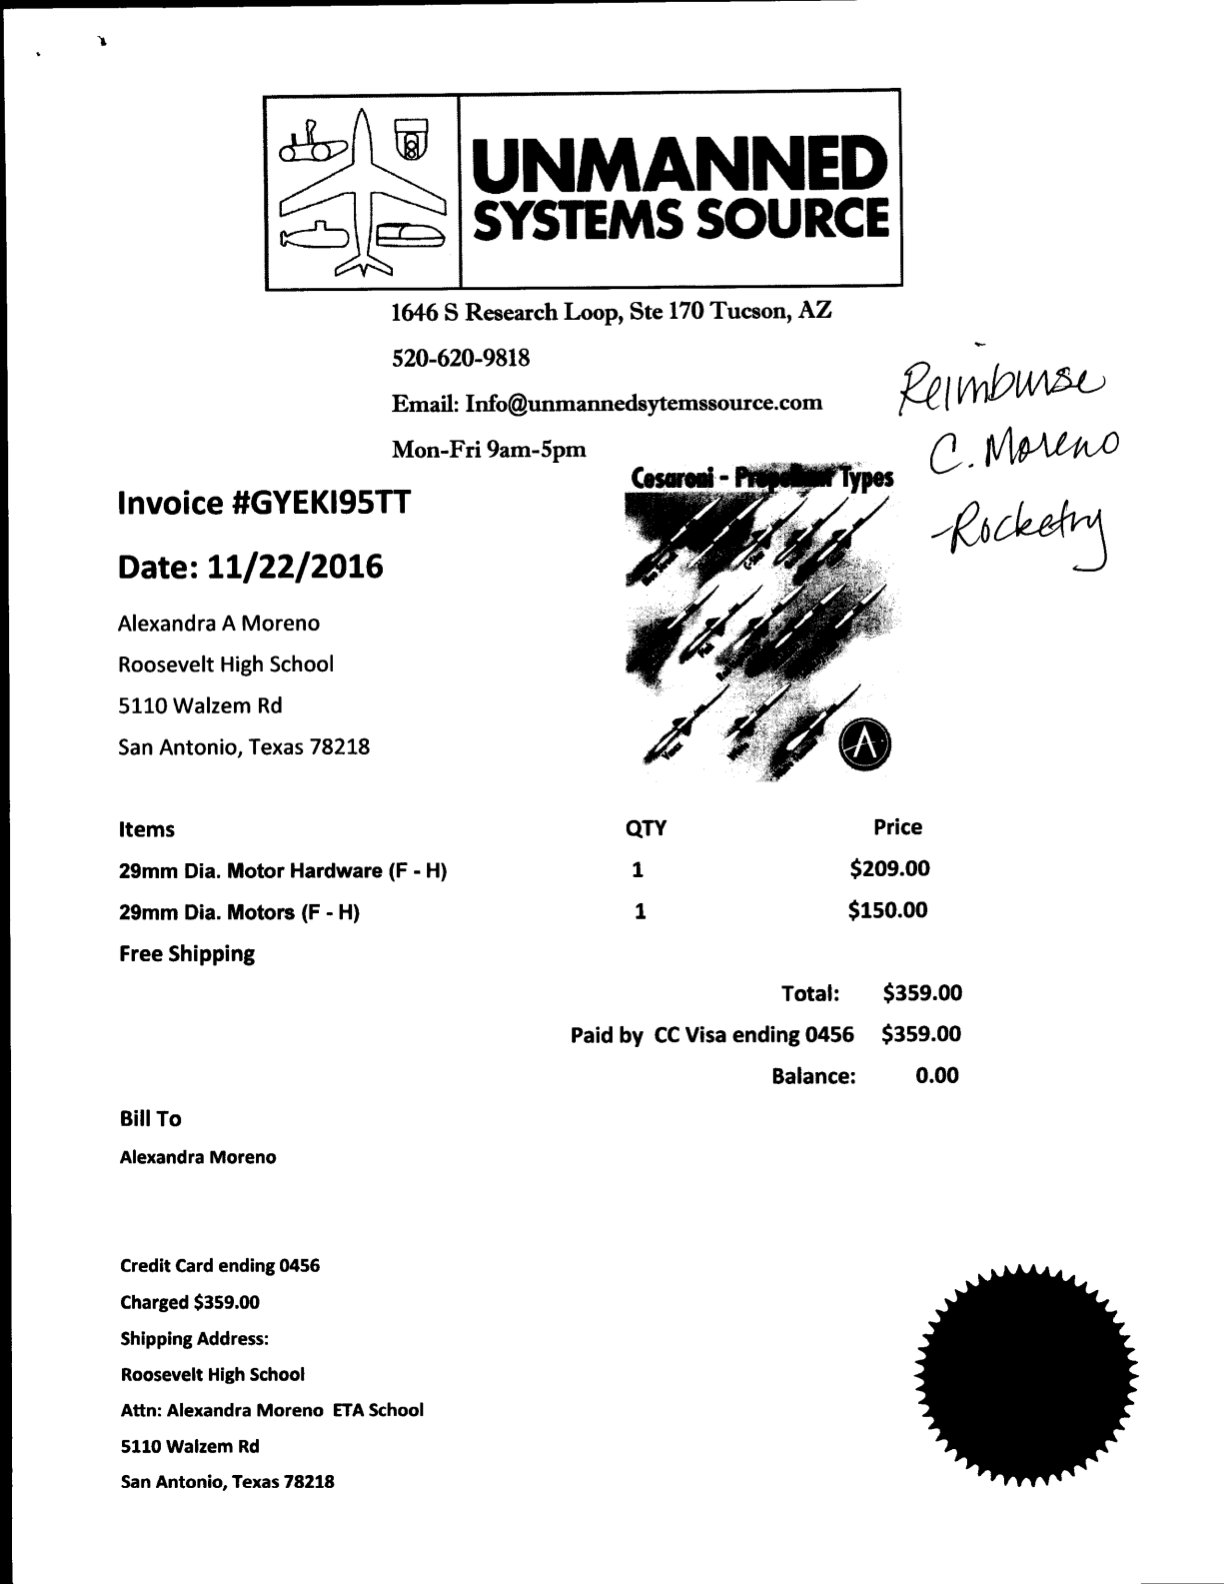 UNMANNED
SYSTEMS SOURCE
1646 S Research Loop, Ste 170 Tucson, AZ
520-620-9818
Email: Info@unmannedsytemssource.com
Mon-Fri 9am-5pm
Reimburse
C. Moreno
-Rocketry
Cesaroni - Propellant Types
Invoice #GYEKI95TT
Date: 11/22/2016
Alexandra A Moreno
Roosevelt High School
5110 Walzem Rd
San Antonio, Texas 78218
Items QTY Price
29mm Dia. Motor Hardware (F - H) 1 $209.00
29mm Dia. Motors (F - H) 1 $150.00
Free Shipping
Total: $359.00
Paid by CC Visa ending 0456 $359.00
Balance: 0.00
Bill To
Alexandra Moreno
Credit Card ending 0456
Charged $359.00
Shipping Address:
Roosevelt High School
Attn: Alexandra Moreno ETA School
5110 Walzem Rd
San Antonio, Texas 78218